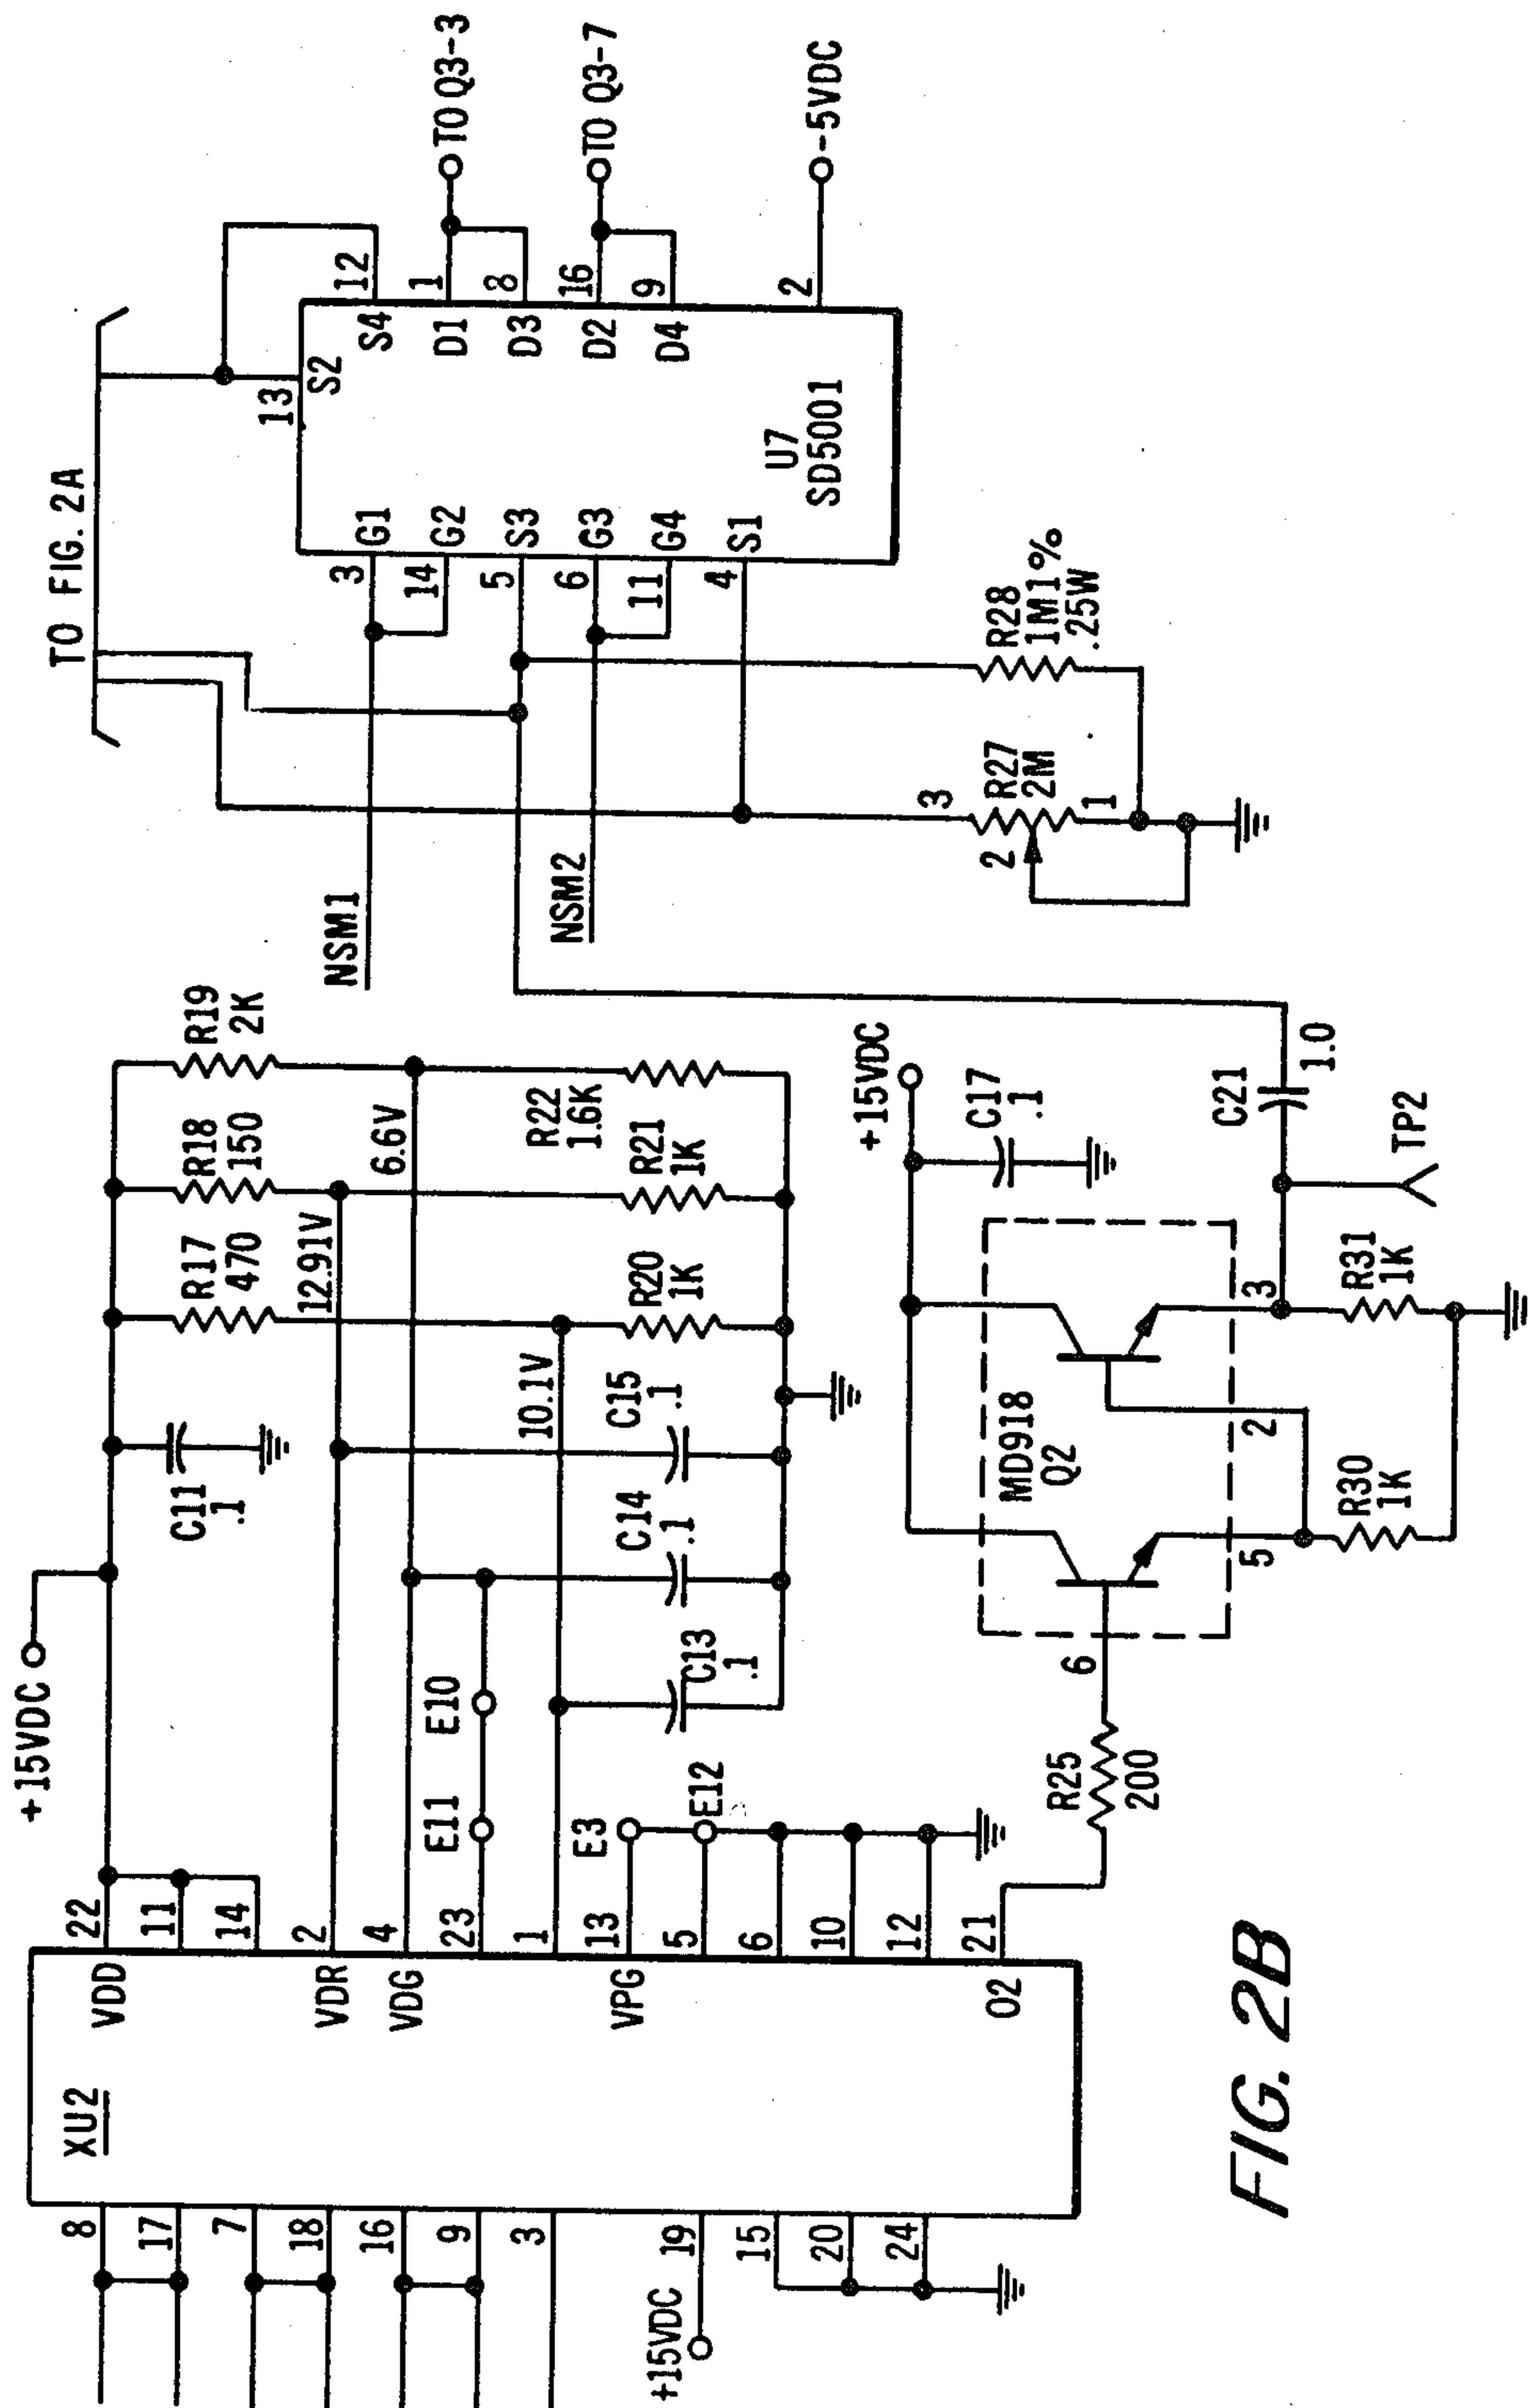 +15VDC
XU2
8
17
7
18
16
9
3
19
15
20
24
+15VDC
VDD
VDR
VDG
VPG
O2
22
11
14
2
4
23
1
13
5
6
10
12
21
E11
E10
E3
E12
C11
.1
R17
470
R18
150
R19
2K
12.91V
6.6V
10.1V
C13
.1
C14
.1
C15
.1
R20
1K
R21
1K
R22
1.6K
R25
200
6
MD918
Q2
5
2
3
R30
1K
R31
1K
+15VDC
C17
.1
C21
1.0
TP2
TO FIG. 2A
NSM1
NSM2
3
14
5
6
11
4
G1
G2
S3
G3
G4
S1
13
S2
S4
D1
D3
D2
D4
U7
SD5001
12
1
8
16
9
2
TO Q3-3
TO Q3-7
-5VDC
3
R27
2M
2
1
R28
1M1%
.25W
FIG. 2B